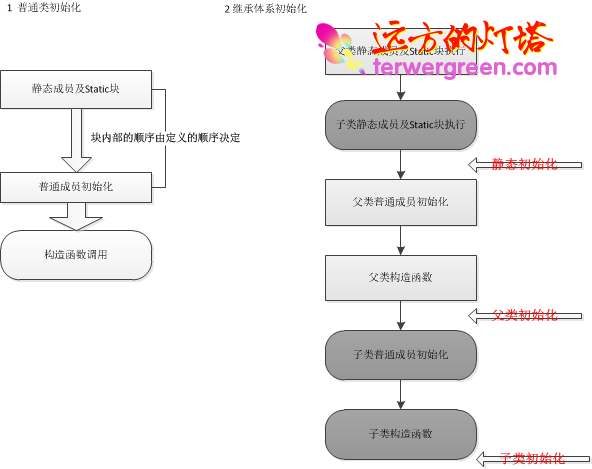 1 普通类初始化
静态成员及Static块
块内部的顺序由定义的顺序决定
普通成员初始化
构造函数调用
2继承体系初始化
远方的灯塔
terwergreen.com
父类静态成员及Static块执行
子类静态成员及Static块执行
静态初始化
父类普通成员初始化
父类构造函数
父类初始化
子类普通成员初始化
子类构造函数
子类初始化